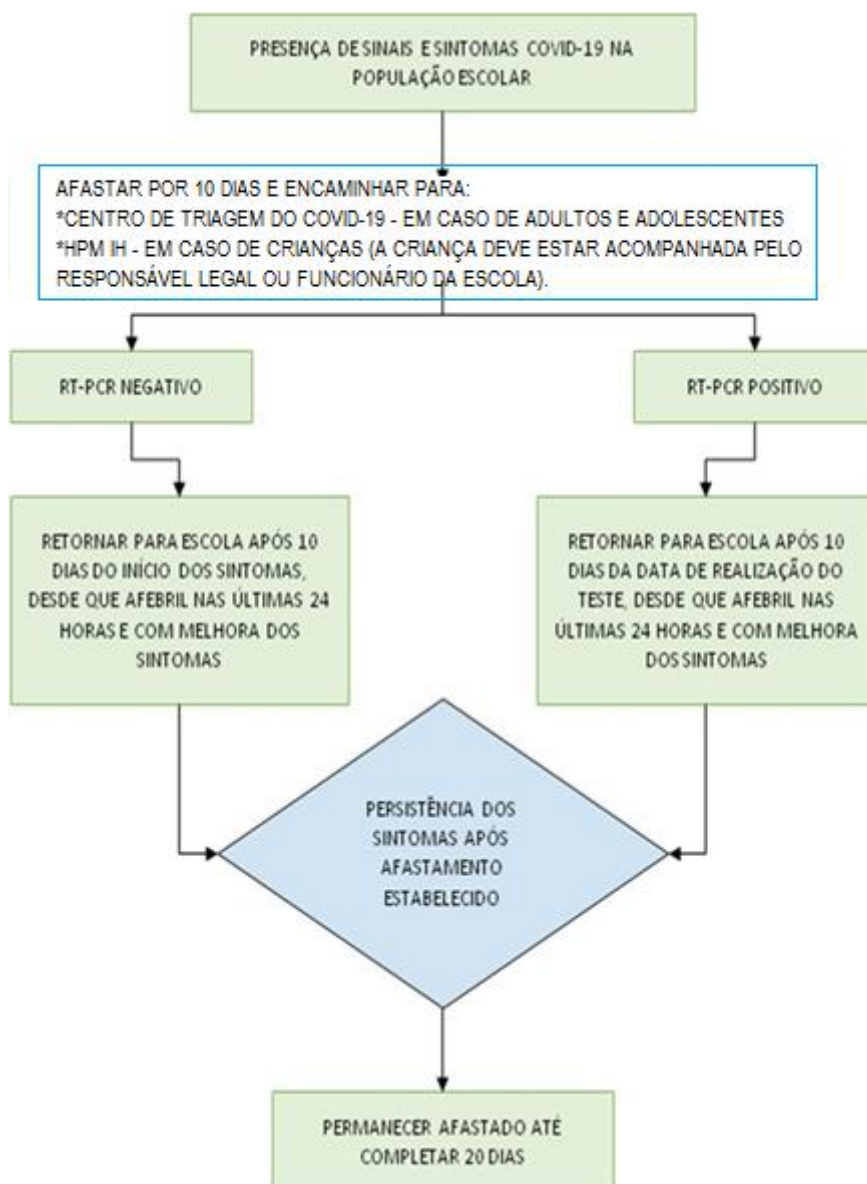 PRESENÇA DE SINAIS E SINTOMAS COVID-19 NA
POPULAÇÃO ESCOLAR
AFASTAR POR 10 DIAS E ENCAMINHAR PARA:
*CENTRO DE TRIAGEM DO COVID-19 - EM CASO DE ADULTOS E ADOLESCENTES
*HPM IH - EM CASO DE CRIANÇAS (A CRIANÇA DEVE ESTAR ACOMPANHADA PELO
RESPONSÁVEL LEGAL OU FUNCIONÁRIO DA ESCOLA).
RT-PCR NEGATIVO
RT-PCR POSITIVO
RETORNAR PARA ESCOLA APÓS 10
DIAS DO INÍCIO DOS SINTOMAS,
DESDE QUE AFEBRIL NAS ÚLTIMAS 24
HORAS E COM MELHORA DOS
SINTOMAS
RETORNAR PARA ESCOLA APÓS 10
DIAS DA DATA DE REALIZAÇÃO DO
TESTE, DESDE QUE AFEBRIL NAS
ÚLTIMAS 24 HORAS E COM MELHORA
DOS SINTOMAS
PERSISTÊNCIA DOS
SINTOMAS APÓS
AFASTAMENTO
ESTABELECIDO
PERMANECER AFASTADO ATÉ
COMPLETAR 20 DIAS